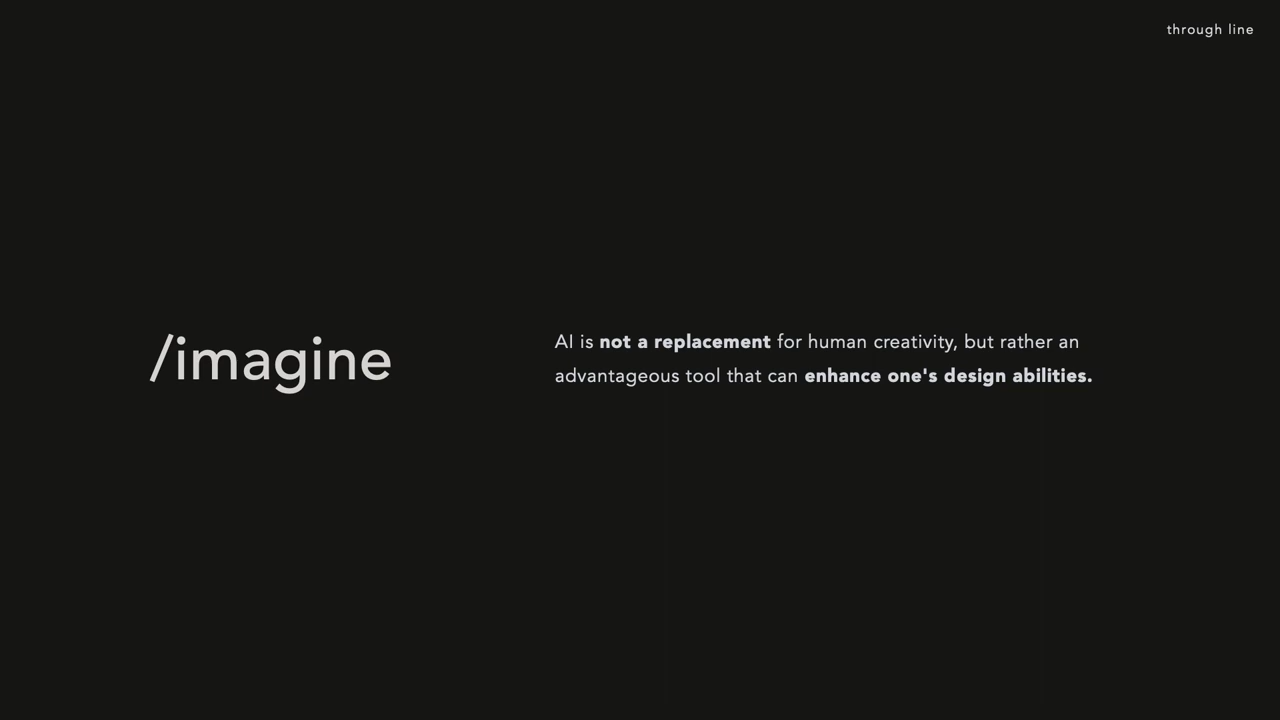 through line
/imagine
AI is not a replacement for human creativity, but rather an
advantageous tool that can enhance one's design abilities.